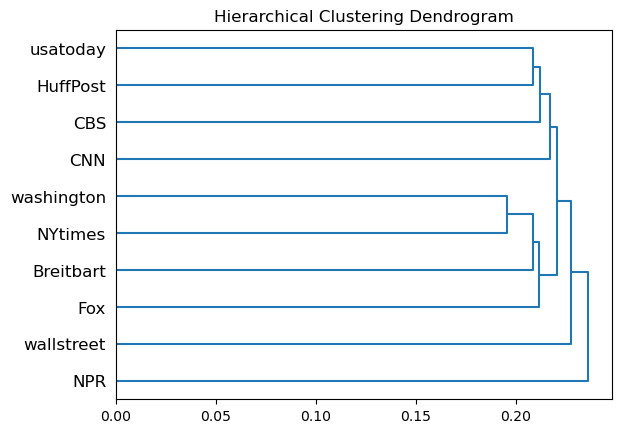 Hierarchical Clustering Dendrogram
usatoday
HuffPost
CBS
CNN
washington
NYtimes
Breitbart
Fox
wallstreet
NPR
0.00 0.05 0.10 0.15 0.20